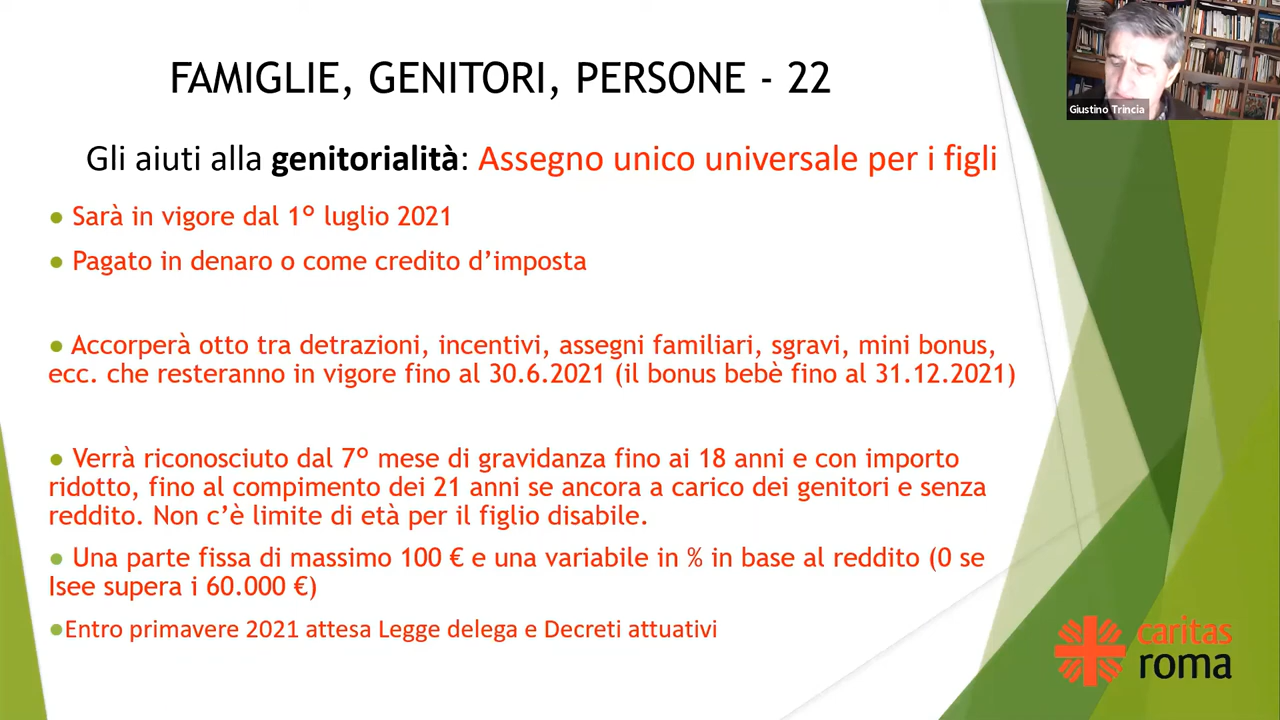 FAMIGLIE, GENITORI, PERSONE - 22
Giustino Trincia
Gli aiuti alla genitorialità: Assegno unico universale per i figli
● Sarà in vigore dal 1° luglio 2021
● Pagato in denaro o come credito d’imposta
● Accorperà otto tra detrazioni, incentivi, assegni familiari, sgravi, mini bonus,
ecc. che resteranno in vigore fino al 30.6.2021 (il bonus bebè fino al 31.12.2021)
● Verrà riconosciuto dal 7° mese di gravidanza fino ai 18 anni e con importo
ridotto, fino al compimento dei 21 anni se ancora a carico dei genitori e senza
reddito. Non c’è limite di età per il figlio disabile.
● Una parte fissa di massimo 100 € e una variabile in % in base al reddito (0 se
Isee supera i 60.000 €)
●Entro primavere 2021 attesa Legge delega e Decreti attuativi
caritas
roma